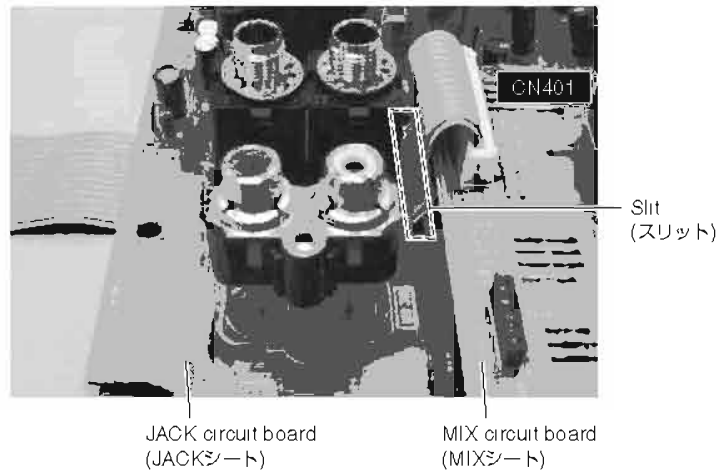 CN401
Slit
(スリット)
JACK circuit board
(JACKシート)
MIX circuit board
(MIXシート)